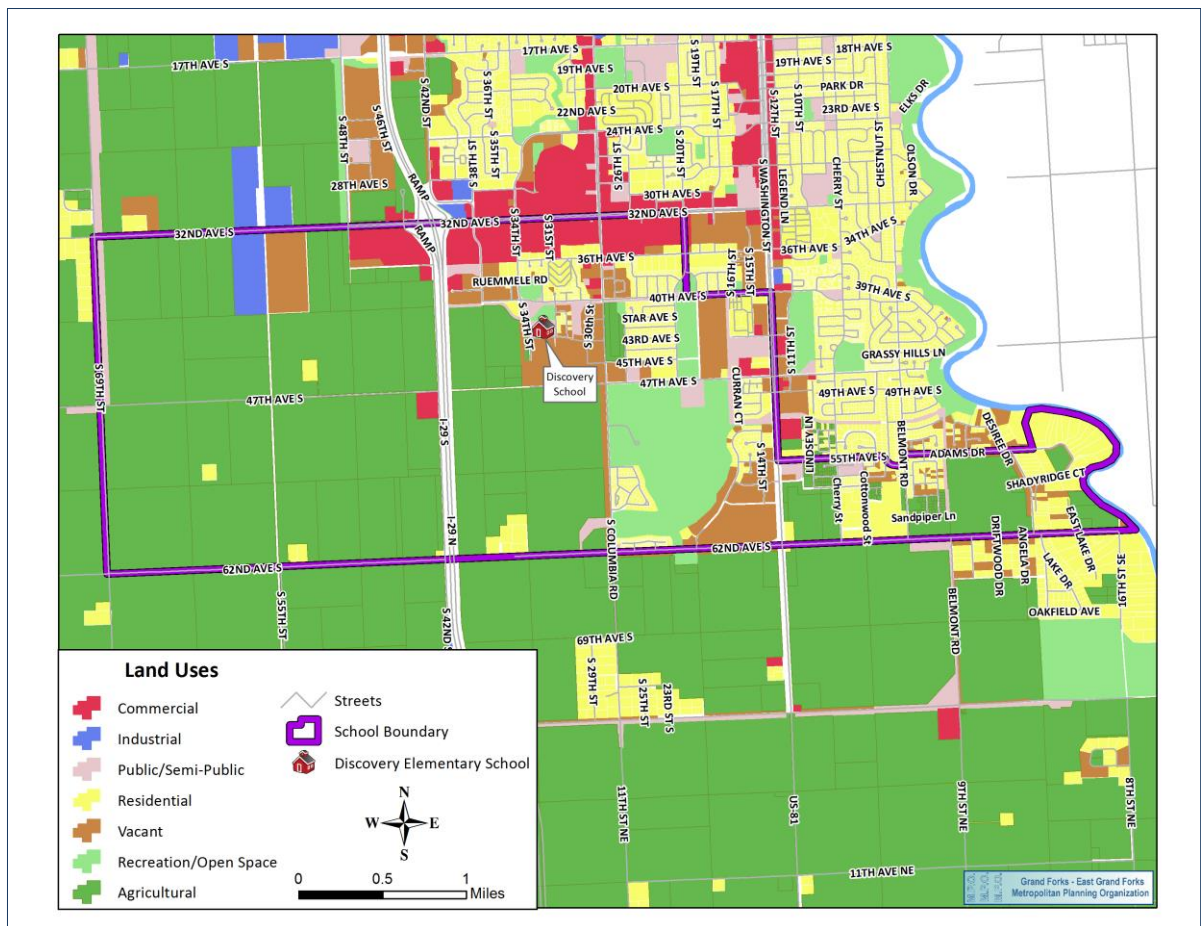 17TH AVE S
17TH AVE S
18TH AVE S
19TH AVE S
19TH AVE S
20TH AVE S
PARK DR
22ND AVE S
23RD AVE S
24TH AVE S
S 42ND ST
S 46TH ST
S 48TH ST
S 36TH ST
S 35TH ST
S 38TH ST
S 26TH ST
S 20TH ST
S 19TH ST
S 17TH ST
S 12TH ST
S 10TH ST
ELKS DR
CHESTNUT ST
OLSON DR
CHERRY ST
S WASHINGTON ST
LEGEND LN
28TH AVE S
RAMP
RAMP
30TH AVE S
32ND AVE S
32ND AVE S
32ND AVE S
S 34TH ST
S 31ST ST
34TH AVE S
36TH AVE S
36TH AVE S
S 15TH ST
S 16TH ST
RUEMMELE RD
40TH AVE S
39TH AVE S
S 34TH ST
S 30TH ST
STAR AVE S
43RD AVE S
45TH AVE S
47TH AVE S
47TH AVE S
Discovery
School
S 11TH ST
GRASSY HILLS LN
CURRAN CT
49TH AVE S
49TH AVE S
S 69TH ST
I-29 S
I-29 N
S 14TH ST
LINDSEY LN
55TH AVE S
BELMONT RD
ADAMS DR
DESIREE DR
SHADYRIDGE CT
Cherry St
Cottonwood St
Sandpiper Ln
S COLUMBIA RD
62ND AVE S
62ND AVE S
S 55TH ST
S 42ND S
DRIFTWOOD DR
ANGELA DR
EASTLAKE DR
LAKE DR
16TH ST SE
BELMONT RD
OAKFIELD AVE
69TH AVE S
S 29TH ST
S 25TH ST
23RD ST S
11TH ST NE
US-81
9TH ST NE
8TH ST NE
11TH AVE NE
Land Uses
Commercial
Industrial
Public/Semi-Public
Residential
Vacant
Recreation/Open Space
Agricultural
Streets
School Boundary
Discovery Elementary School
N
W E
S
0 0.5 1
Miles
Grand Forks - East Grand Forks
Metropolitan Planning Organization